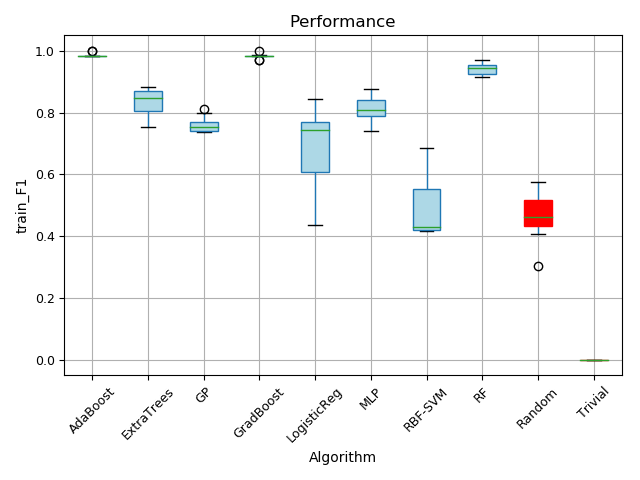 Performance
train_F1
1.0
0.8
0.6
0.4
0.2
0.0
AdaBoost
ExtraTrees
GP
GradBoost
LogisticReg
MLP
RBF-SVM
RF
Random
Trivial
Algorithm